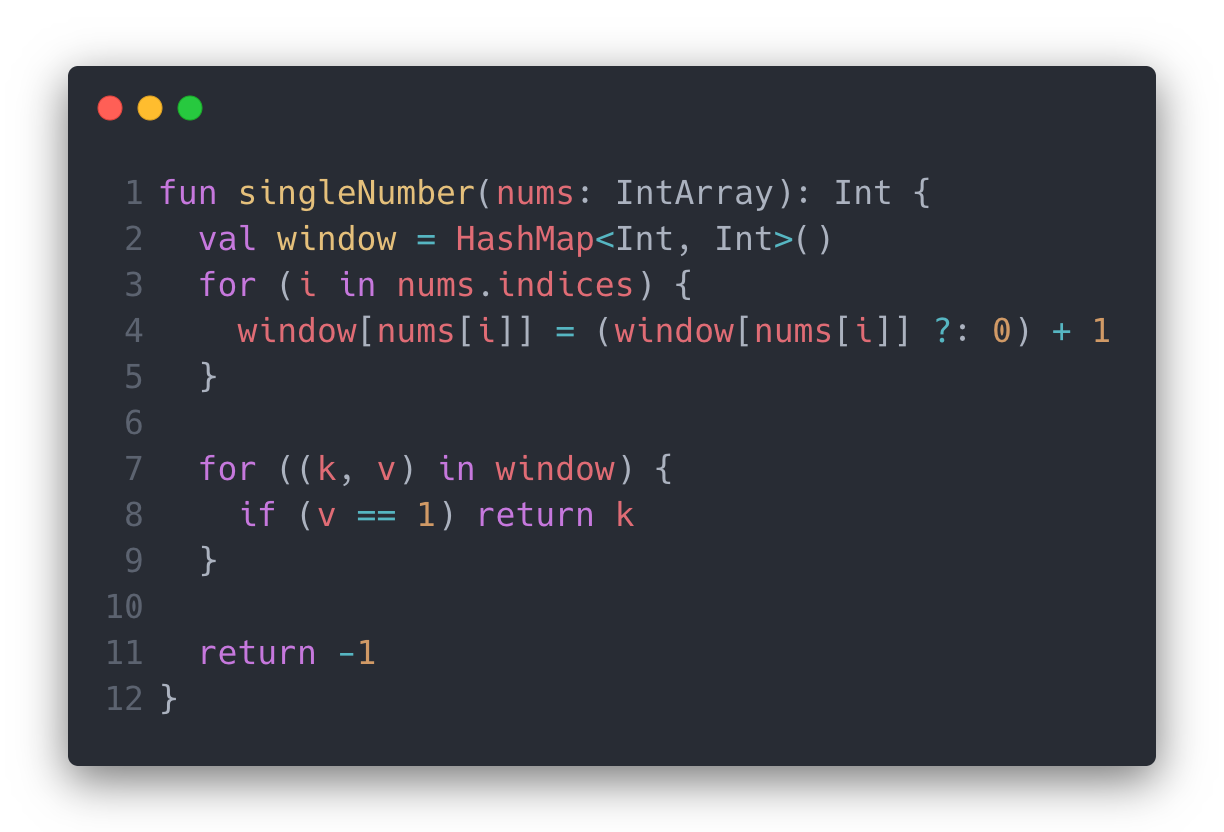 1 fun singleNumber(nums: IntArray): Int {
2   val window = HashMap<Int, Int>()
3   for (i in nums.indices) {
4     window[nums[i]] = (window[nums[i]] ?: 0) + 1
5   }
6
7   for ((k, v) in window) {
8     if (v == 1) return k
9   }
10
11   return -1
12 }